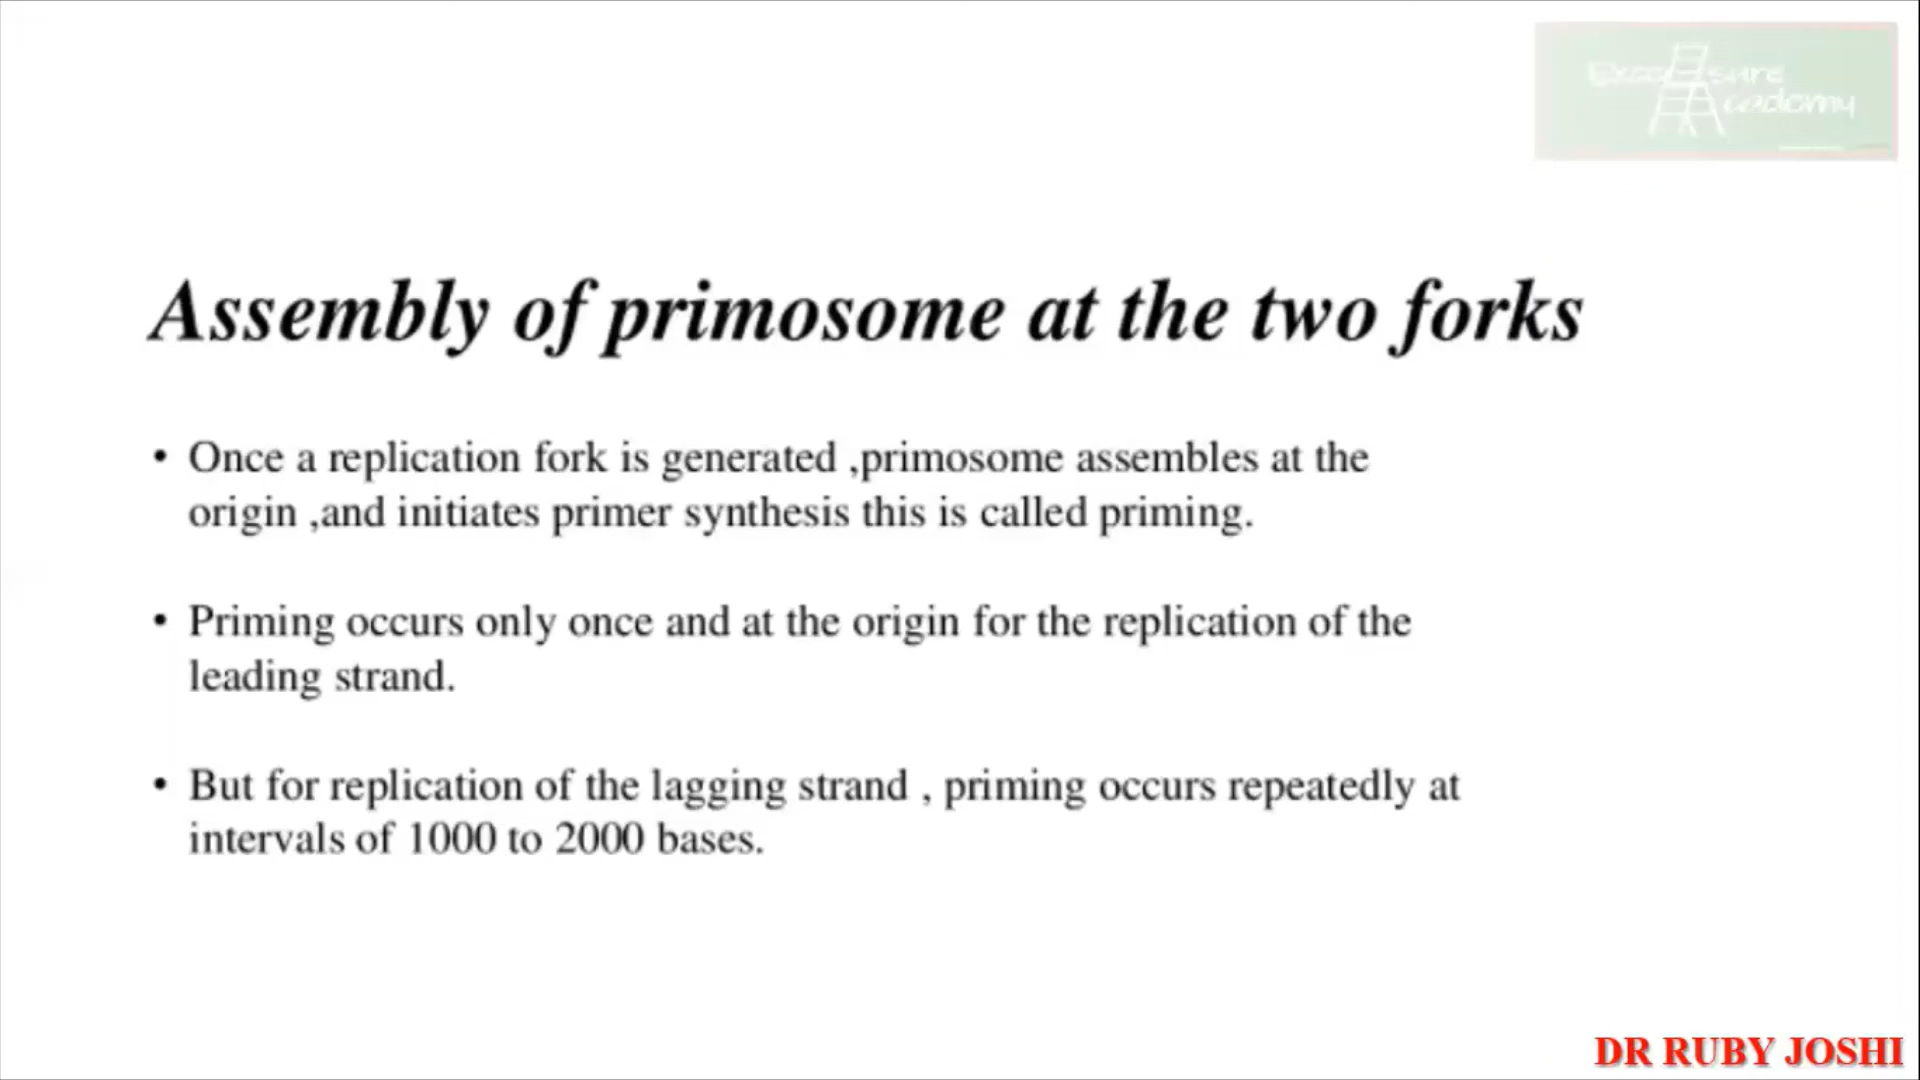 sure
cademy
Assembly of primosome at the two forks
• Once a replication fork is generated ,primosome assembles at the
origin ,and initiates primer synthesis this is called priming.
• Priming occurs only once and at the origin for the replication of the
leading strand.
• But for replication of the lagging strand , priming occurs repeatedly at
intervals of 1000 to 2000 bases.
DR RUBY JOSHI